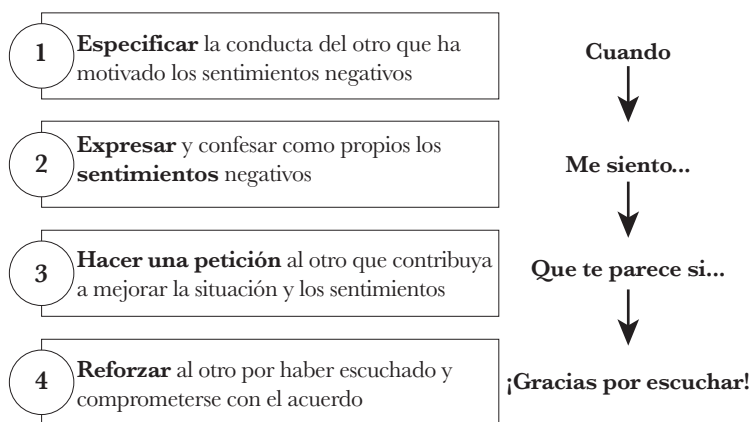 1
Especificar la conducta del otro que ha
motivado los sentimientos negativos
Cuando
2
Expresar y confesar como propios los
sentimientos negativos
Me siento...
3
Hacer una petición al otro que contribuya
a mejorar la situación y los sentimientos
Que te parece si...
4
Reforzar al otro por haber escuchado y
comprometerse con el acuerdo
¡Gracias por escuchar!